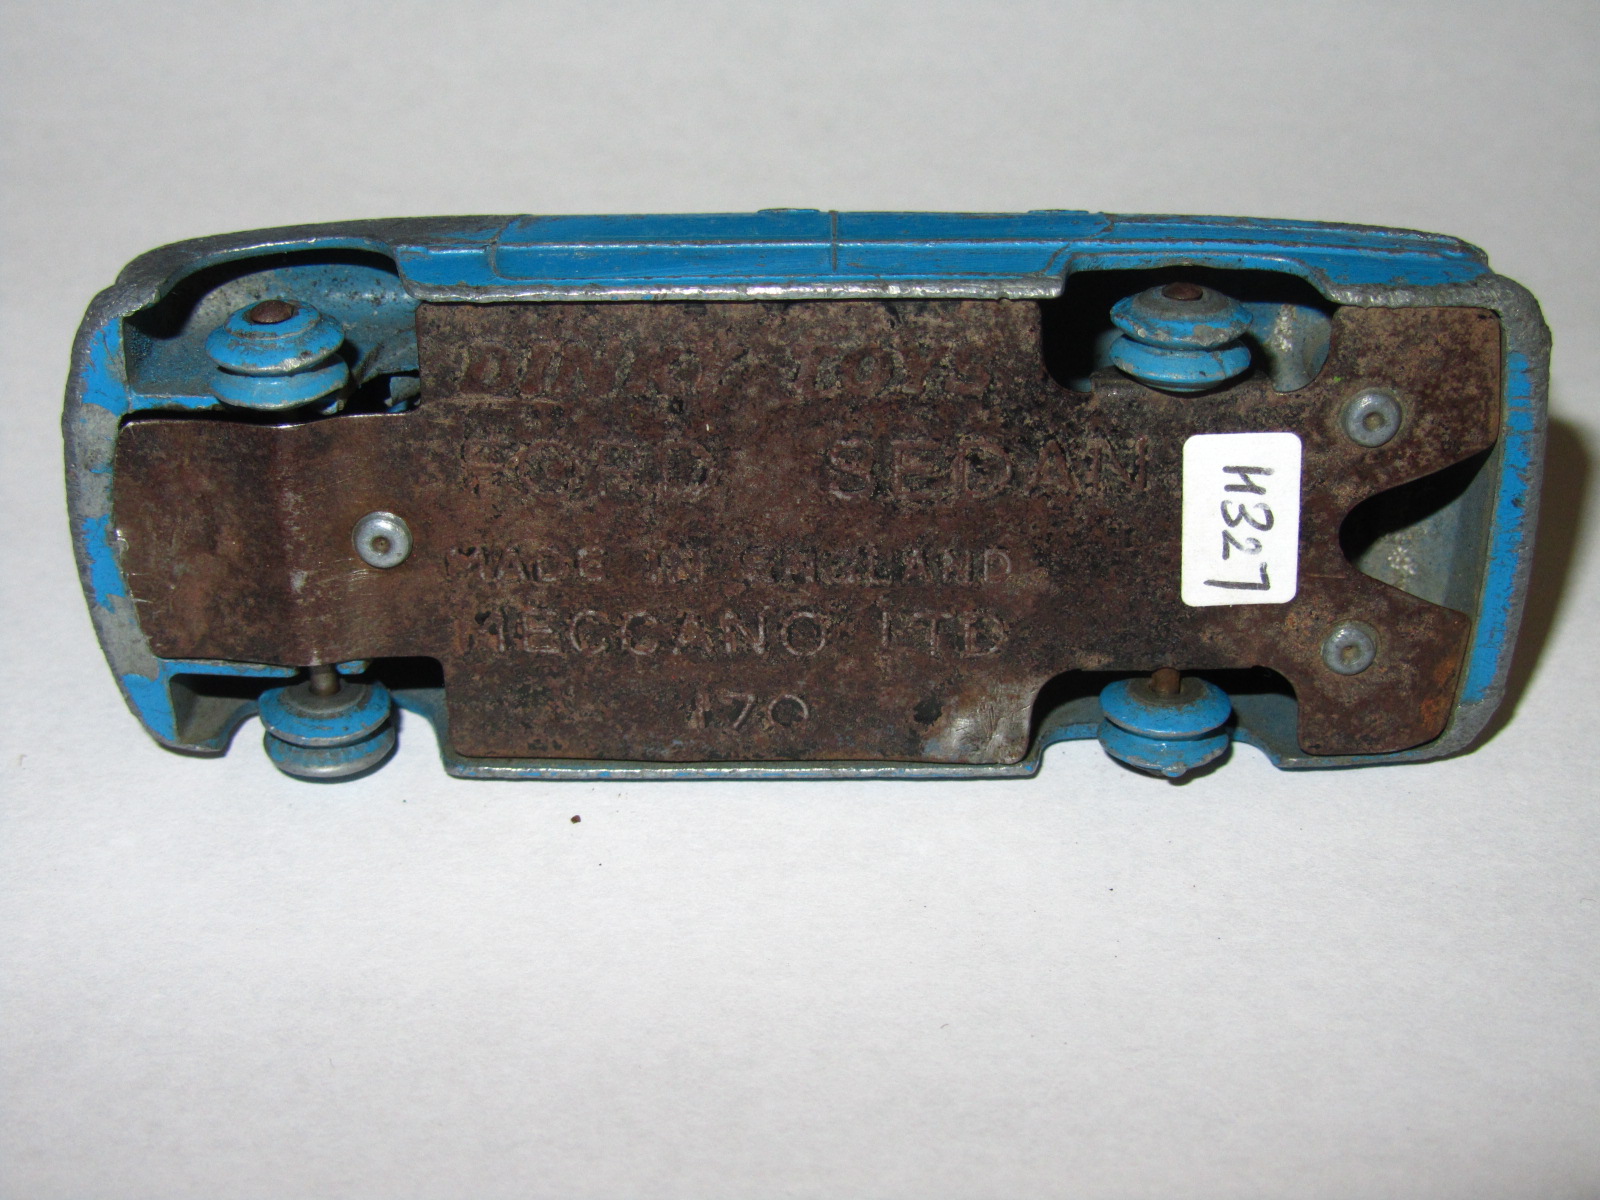 DINKY TOYS
FORD SEDAN
MADE IN ENGLAND
MECCANO LTD
170
H327